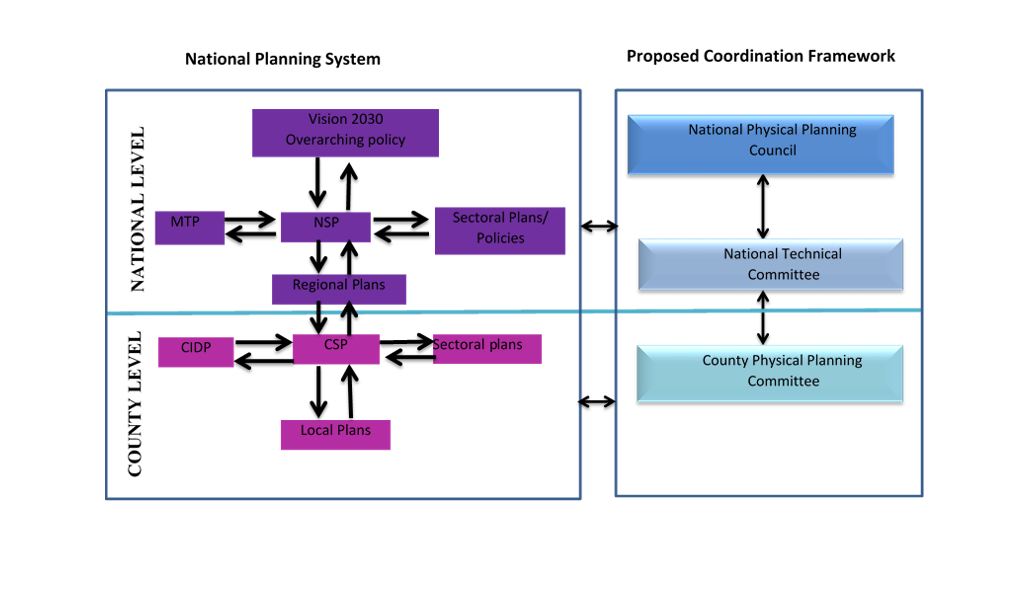 National Planning System
Proposed Coordination Framework
NATIONAL LEVEL
Vision 2030
Overarching policy
MTP
NSP
Sectoral Plans/
Policies
Regional Plans
COUNTY LEVEL
CIDP
CSP
Sectoral plans
Local Plans
National Physical Planning
Council
National Technical
Committee
County Physical Planning
Committee